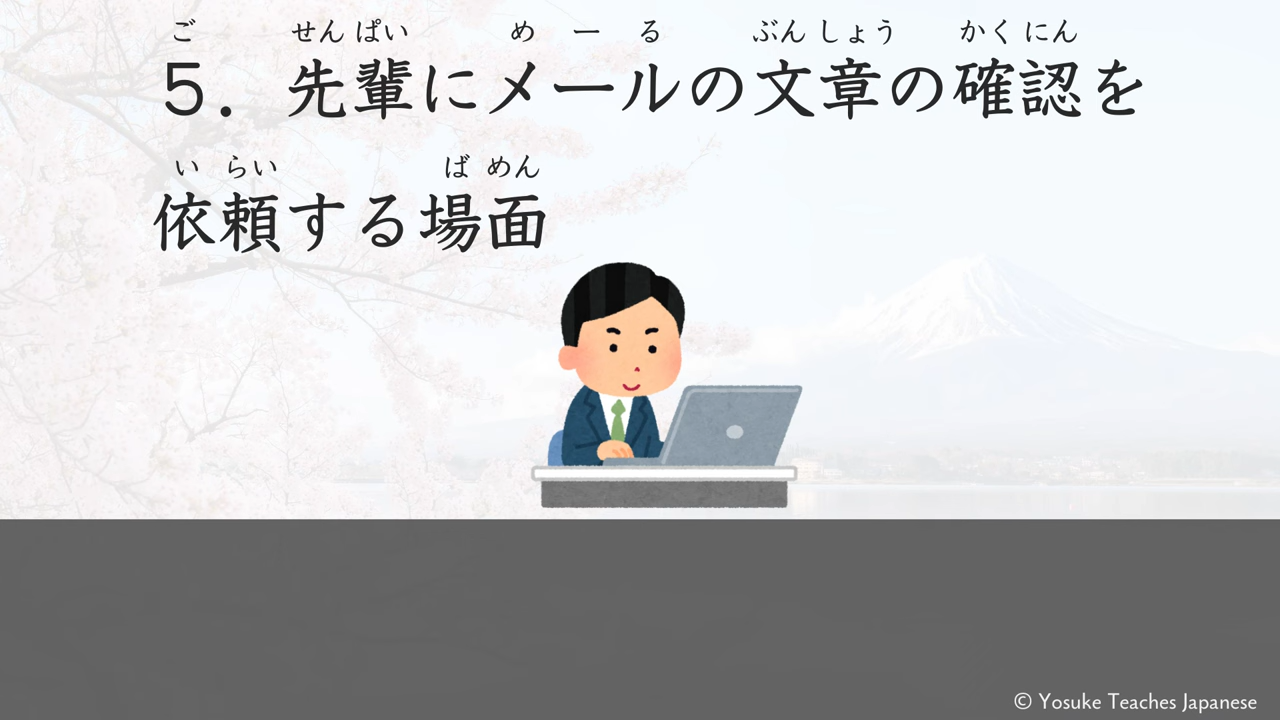 ご せんぱい めーる ぶんしょう かくにん
５．先輩にメールの文章の確認を
いらい ばめん
依頼する場面
© Yosuke Teaches Japanese